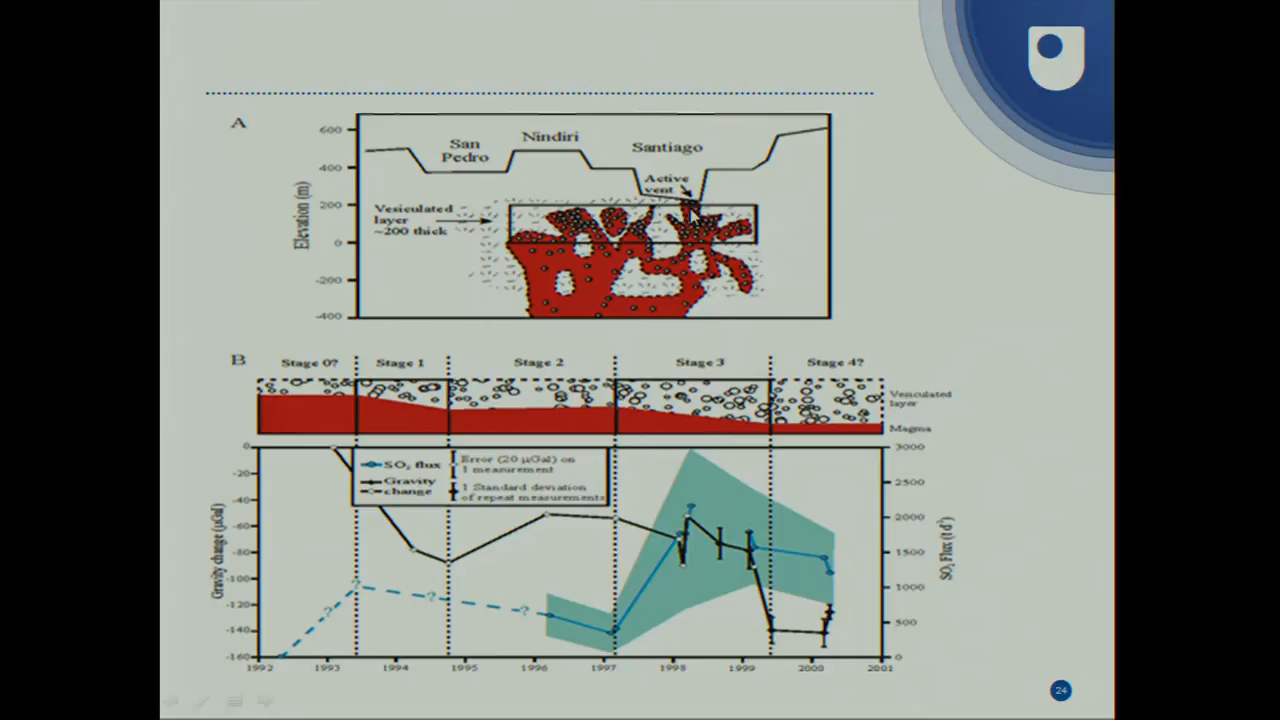 A
600
400
200
0
-200
-400
Elevation (m)
San
Pedro
Nindiri
Santiago
Active
vent
Vesiculated
layer
~200 thick
B
Stage 0?
Stage 1
Stage 2
Stage 3
Stage 4?
Vesiculated
layer
Magma
0
-20
-40
-60
-80
-100
-120
-140
-160
Gravity change (µGal)
SO₂ flux
Gravity
change
Error (20 µGal) on
1 measurement
1 Standard deviation
of repeat measurements
? ? ? ?
3000
2500
2000
1500
1000
500
0
SO₂ Flux (t d⁻¹)
1992 1993 1994 1995 1996 1997 1998 1999 2000 2001
24